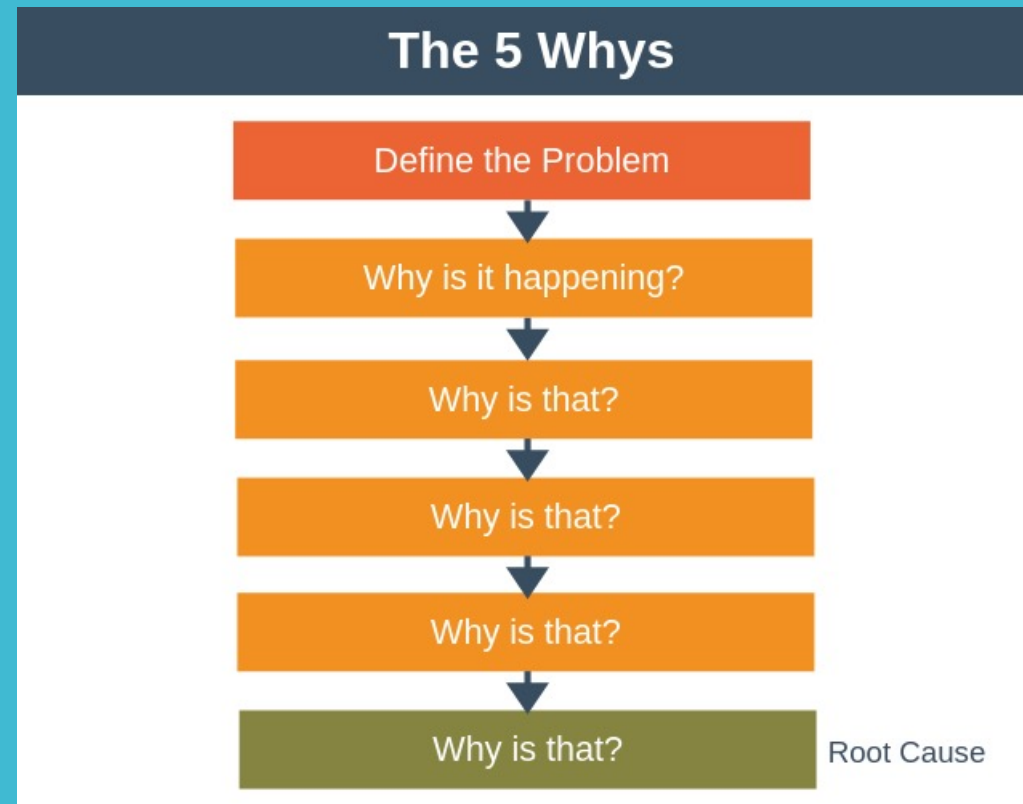 The 5 Whys
Define the Problem
Why is it happening?
Why is that?
Why is that?
Why is that?
Why is that?
Root Cause